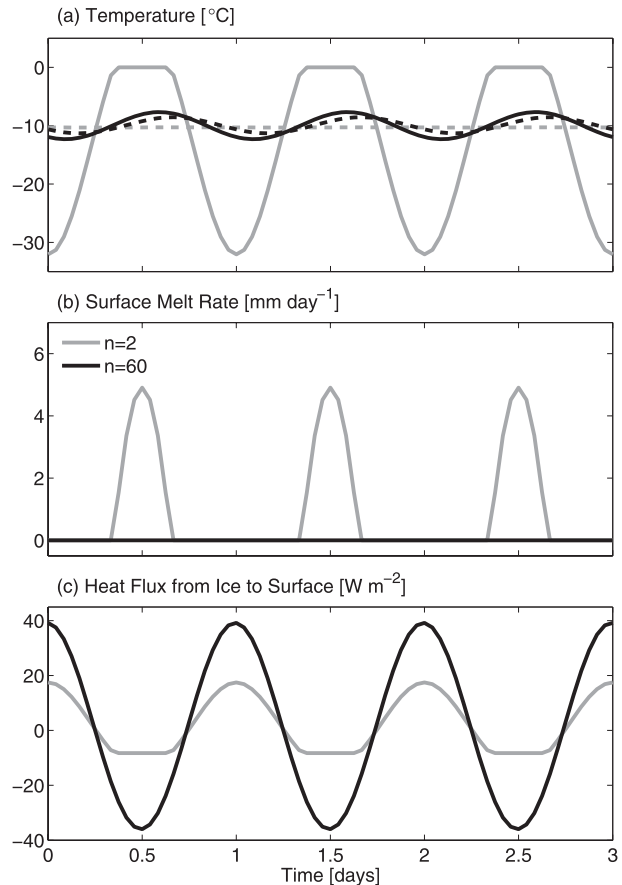 (a) Temperature [°C]
0
−10
−20
−30
(b) Surface Melt Rate [mm day⁻¹]
6
n=2
n=60
4
2
0
(c) Heat Flux from Ice to Surface [W m⁻²]
40
20
0
−20
−40
0 0.5 1 1.5 2 2.5 3
Time [days]